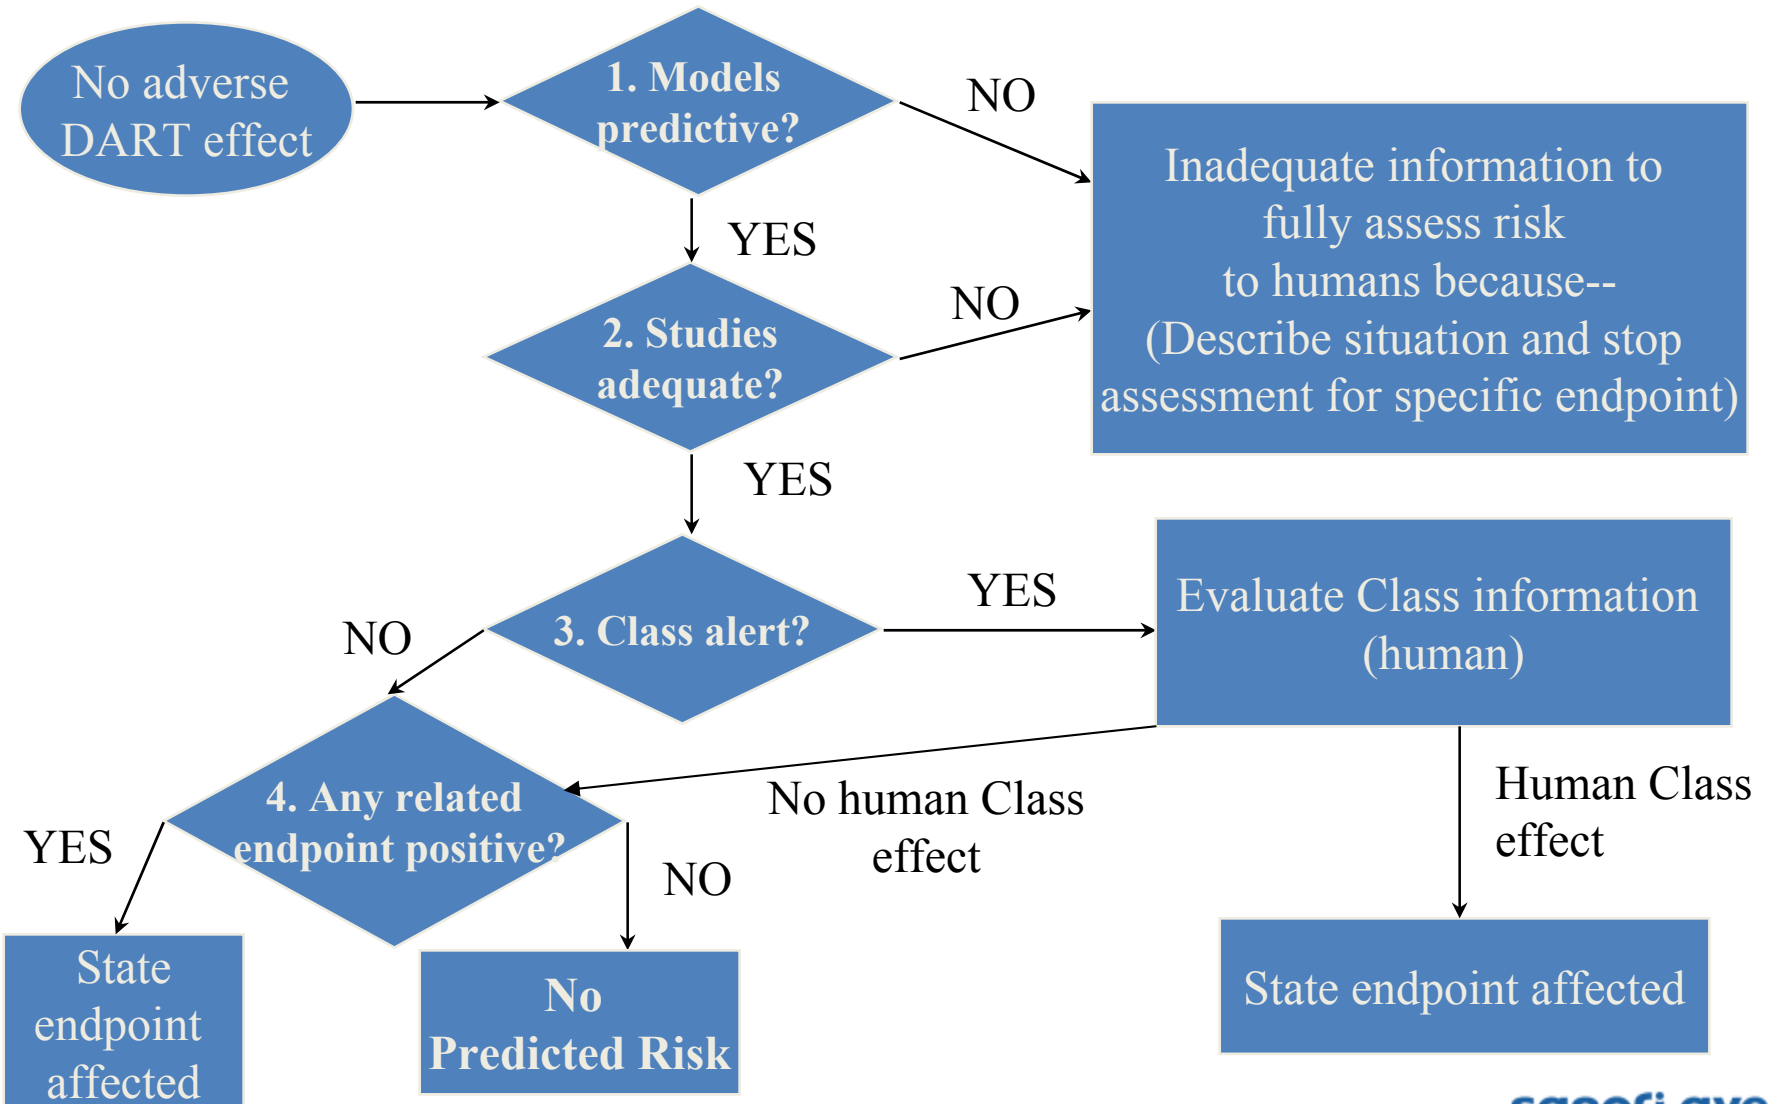 No adverse
DART effect
1. Models
predictive?
NO
Inadequate information to
fully assess risk
to humans because--
(Describe situation and stop
assessment for specific endpoint)
YES
2. Studies
adequate?
NO
YES
3. Class alert?
YES
Evaluate Class information
(human)
NO
4. Any related
endpoint positive?
No human Class
effect
Human Class
effect
YES
NO
State
endpoint
affected
No
Predicted Risk
State endpoint affected